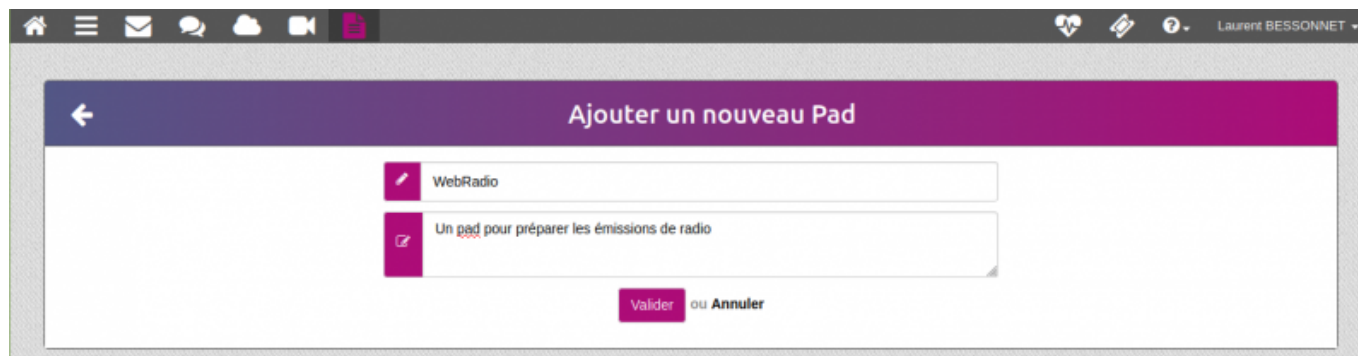 Laurent BESSONNET
Ajouter un nouveau Pad
WebRadio
Un pad pour préparer les émissions de radio
Valider ou Annuler